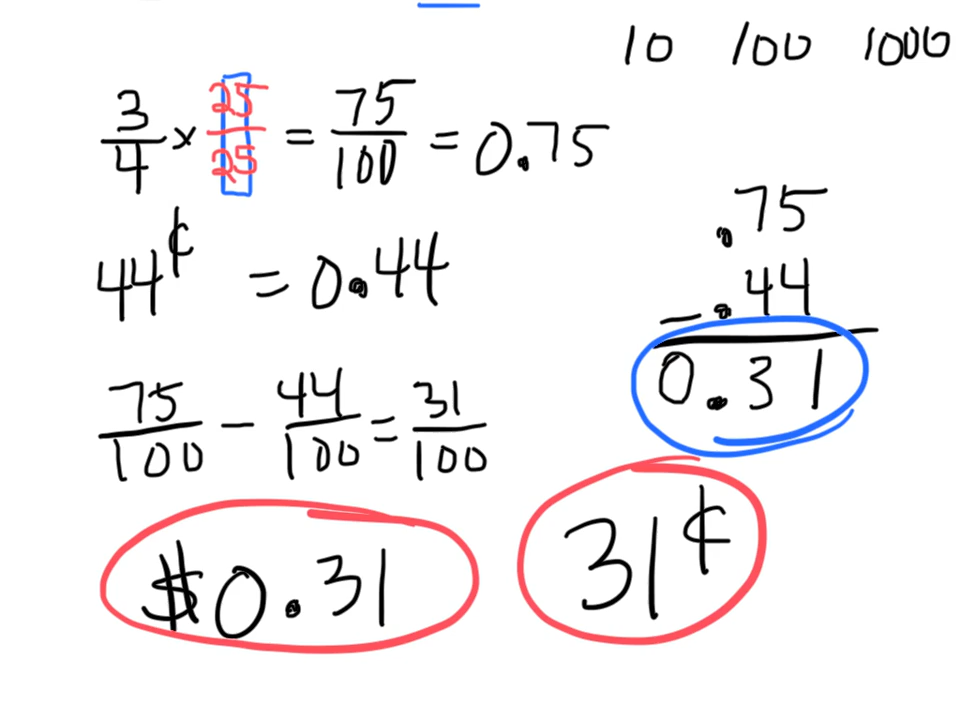 10 100 1000
3/4 × 25/25 = 75/100 = 0.75
.75
44¢ = 0.44
- .44
0.31
75/100 - 44/100 = 31/100
$0.31 31¢